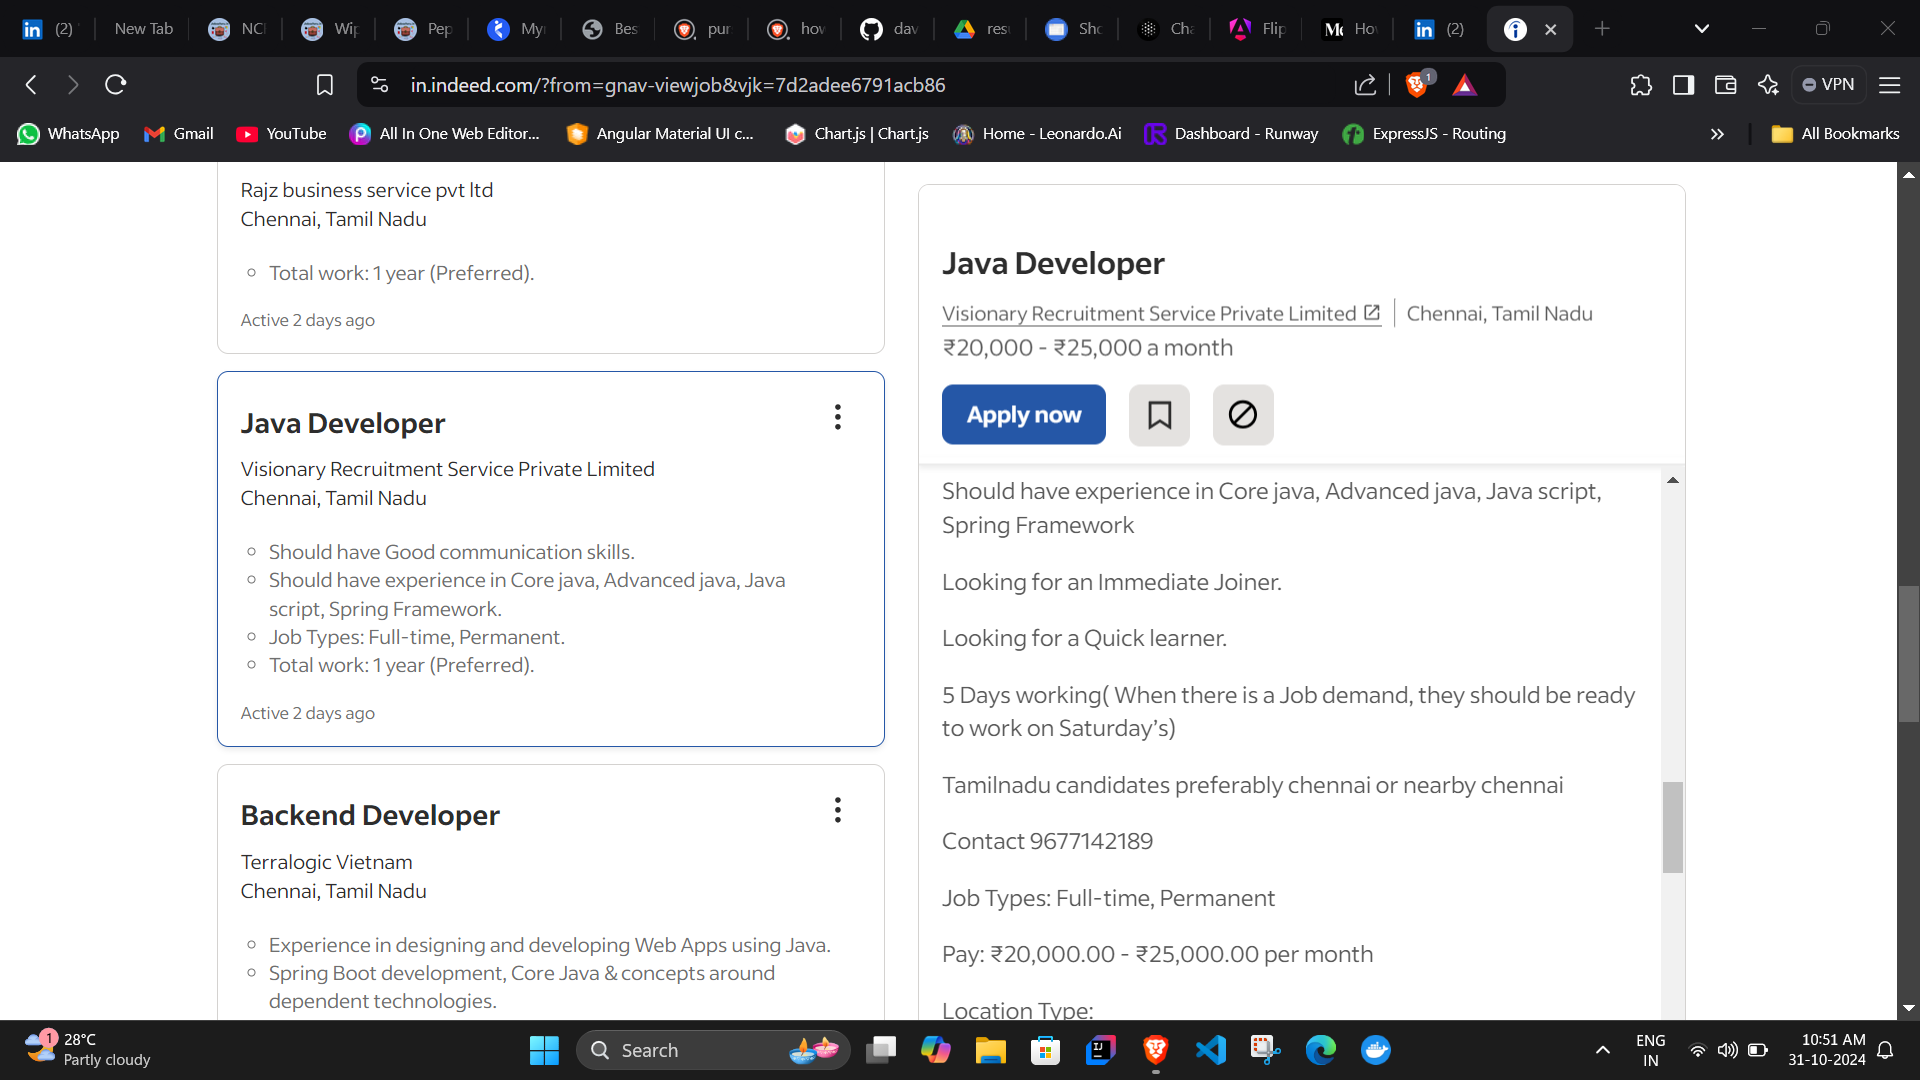 (2)
New Tab
NCI
Wip
Pep
My
Bes
pur
how
dav
resu
Sho
Cha
Flip
Hov
(2)
in.indeed.com/?from=gnav-viewjob&vjk=7d2adee6791acb86
1
VPN
WhatsApp
Gmail
YouTube
All In One Web Editor...
Angular Material UI c...
Chart.js | Chart.js
Home - Leonardo.Ai
Dashboard - Runway
ExpressJS - Routing
All Bookmarks
Rajz business service pvt ltd
Chennai, Tamil Nadu
Total work: 1 year (Preferred).
Active 2 days ago
Java Developer
Visionary Recruitment Service Private Limited
Chennai, Tamil Nadu
Should have Good communication skills.
Should have experience in Core java, Advanced java, Java
script, Spring Framework.
Job Types: Full-time, Permanent.
Total work: 1 year (Preferred).
Active 2 days ago
Backend Developer
Terralogic Vietnam
Chennai, Tamil Nadu
Experience in designing and developing Web Apps using Java.
Spring Boot development, Core Java & concepts around
dependent technologies.
Java Developer
Visionary Recruitment Service Private Limited
Chennai, Tamil Nadu
₹20,000 - ₹25,000 a month
Apply now
Should have experience in Core java, Advanced java, Java script,
Spring Framework
Looking for an Immediate Joiner.
Looking for a Quick learner.
5 Days working( When there is a Job demand, they should be ready
to work on Saturday’s)
Tamilnadu candidates preferably chennai or nearby chennai
Contact 9677142189
Job Types: Full-time, Permanent
Pay: ₹20,000.00 - ₹25,000.00 per month
Location Type:
1
28°C
Partly cloudy
Search
ENG
IN
10:51 AM
31-10-2024